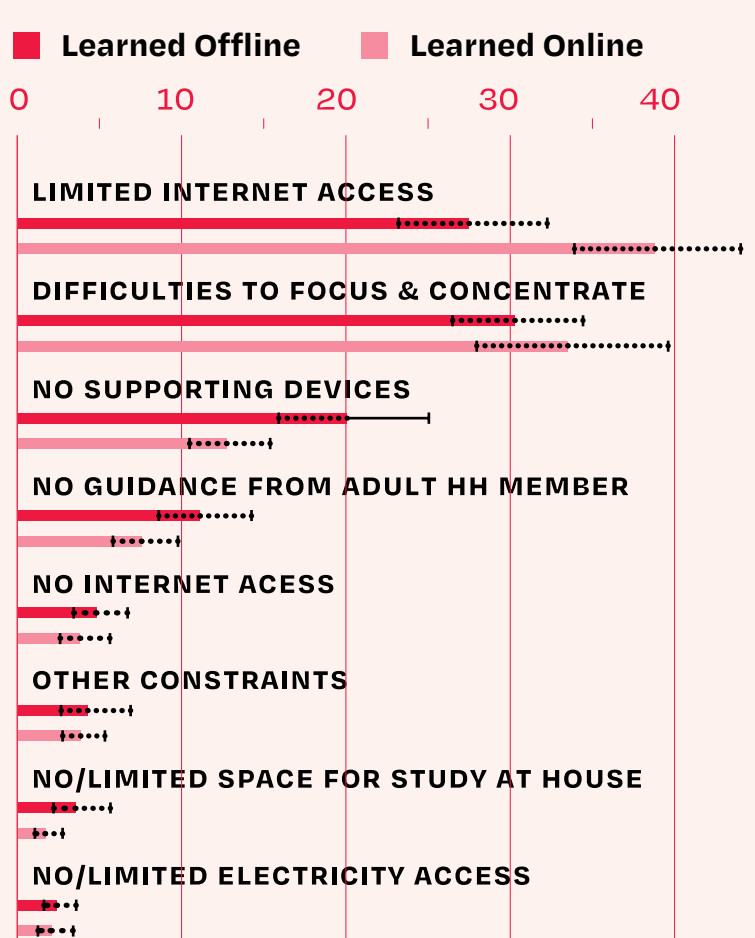 Learned Offline Learned Online
0 10 20 30 40
LIMITED INTERNET ACCESS
DIFFICULTIES TO FOCUS & CONCENTRATE
NO SUPPORTING DEVICES
NO GUIDANCE FROM ADULT HH MEMBER
NO INTERNET ACESS
OTHER CONSTRAINTS
NO/LIMITED SPACE FOR STUDY AT HOUSE
NO/LIMITED ELECTRICITY ACCESS